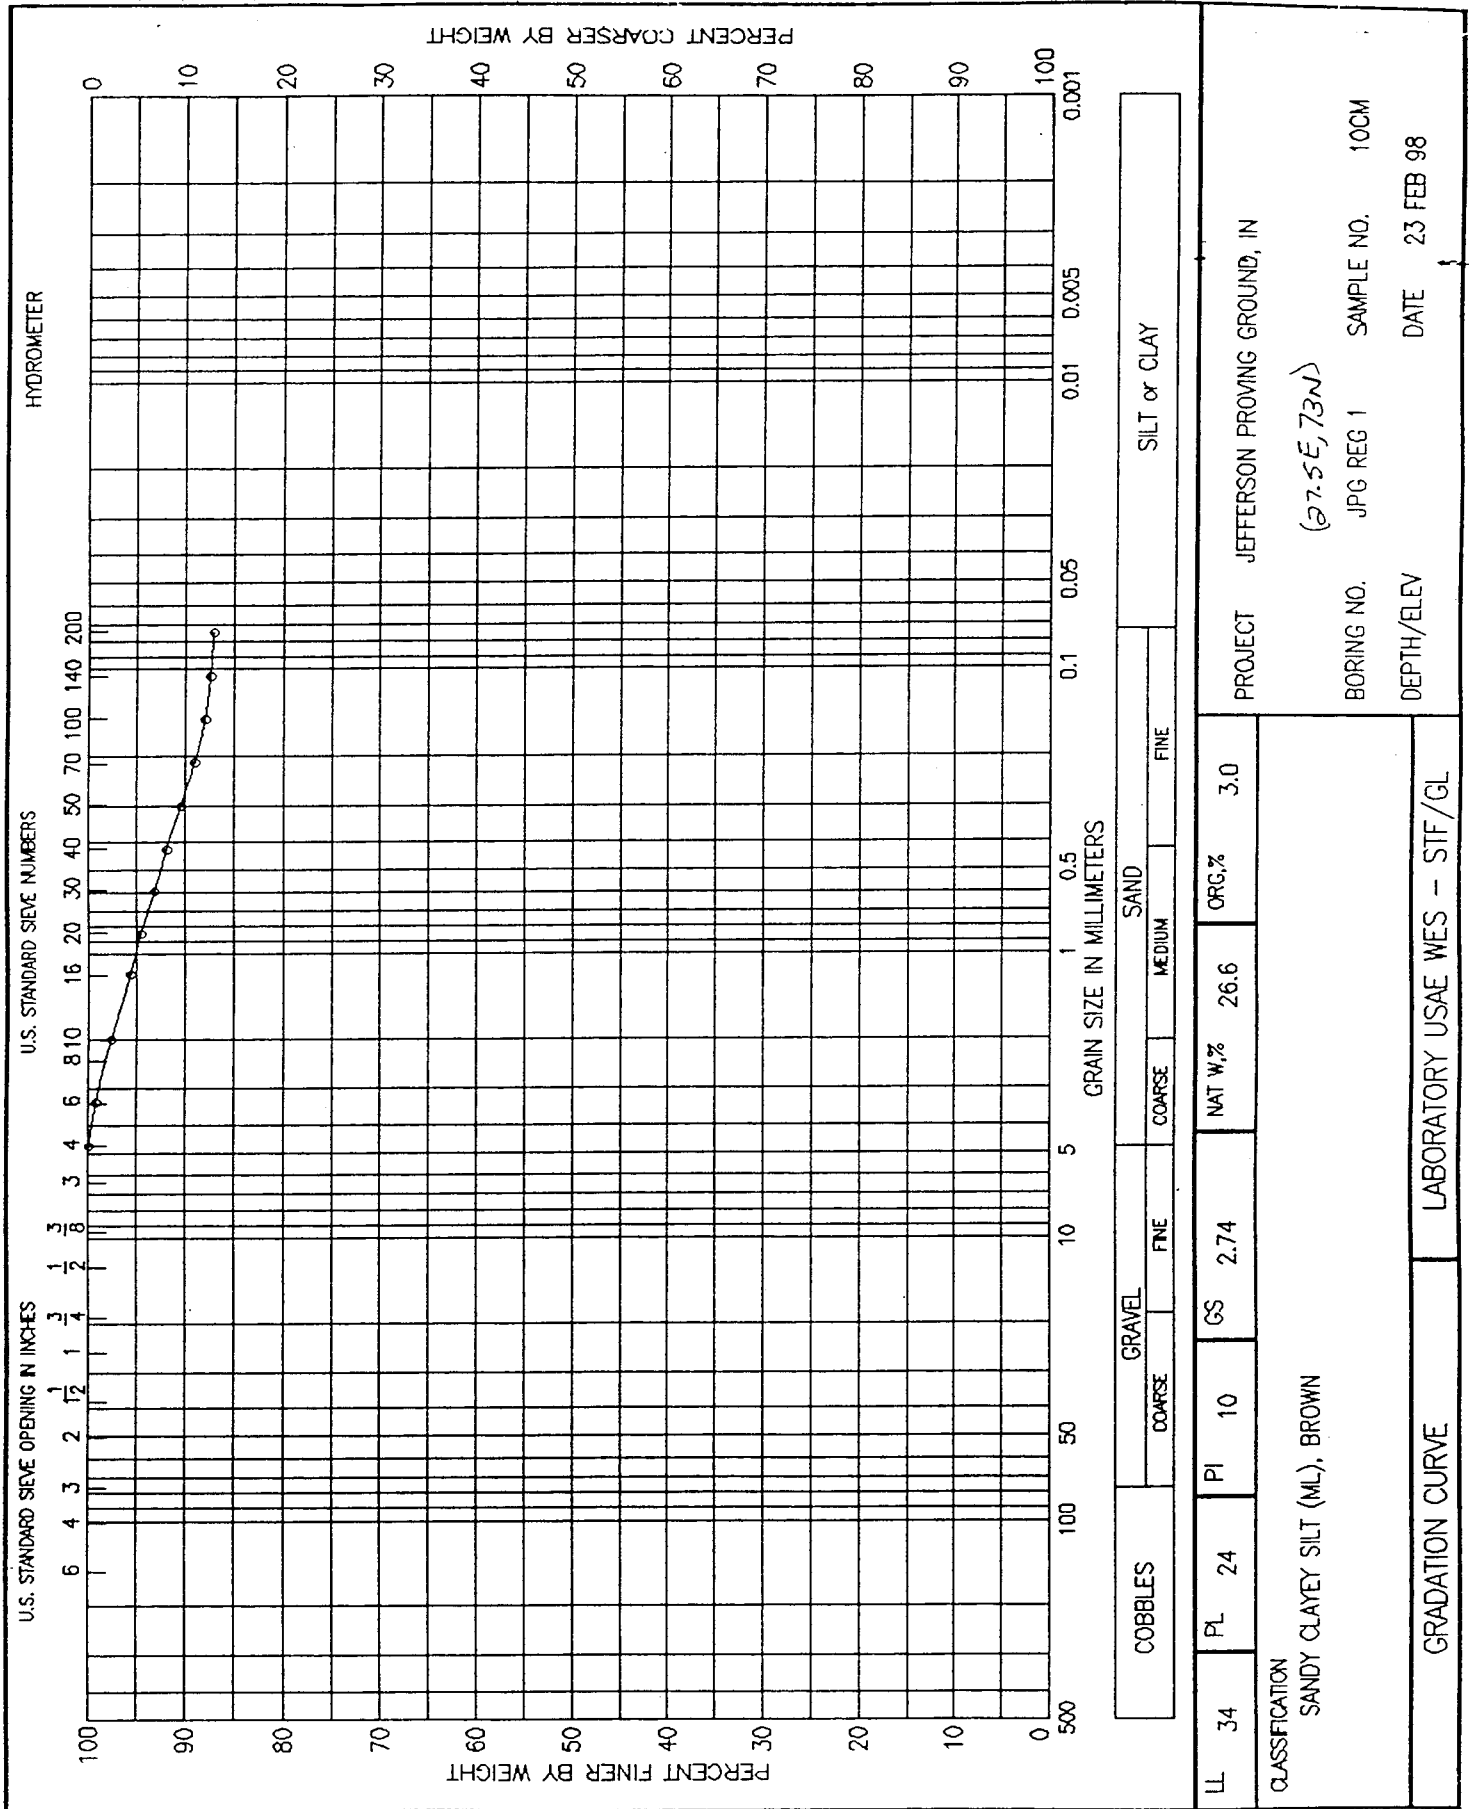 U.S. STANDARD SIEVE OPENING IN INCHES
U.S. STANDARD SIEVE NUMBERS
HYDROMETER
6 4 3 2 1½ 1 ¾ ½ ⅜ 3 4 6 8 10 16 20 30 40 50 70 100 140 200
PERCENT FINER BY WEIGHT
100
90
80
70
60
50
40
30
20
10
0
PERCENT COARSER BY WEIGHT
0
10
20
30
40
50
60
70
80
90
100
500 100 50 10 5 1 0.5 0.1 0.05 0.01 0.005 0.001
GRAIN SIZE IN MILLIMETERS
COBBLES GRAVEL SAND SILT or CLAY
COARSE FINE COARSE MEDIUM FINE
LL 34 PL 24 PI 10 GS 2.74 NAT W,% 26.6 ORG,% 3.0
CLASSIFICATION
SANDY CLAYEY SILT (ML), BROWN
PROJECT JEFFERSON PROVING GROUND, IN
(27.5E, 73N)
BORING NO. JPG REG 1 SAMPLE NO. 10CM
DEPTH/ELEV DATE 23 FEB 98
GRADATION CURVE LABORATORY USAE WES - STF/GL